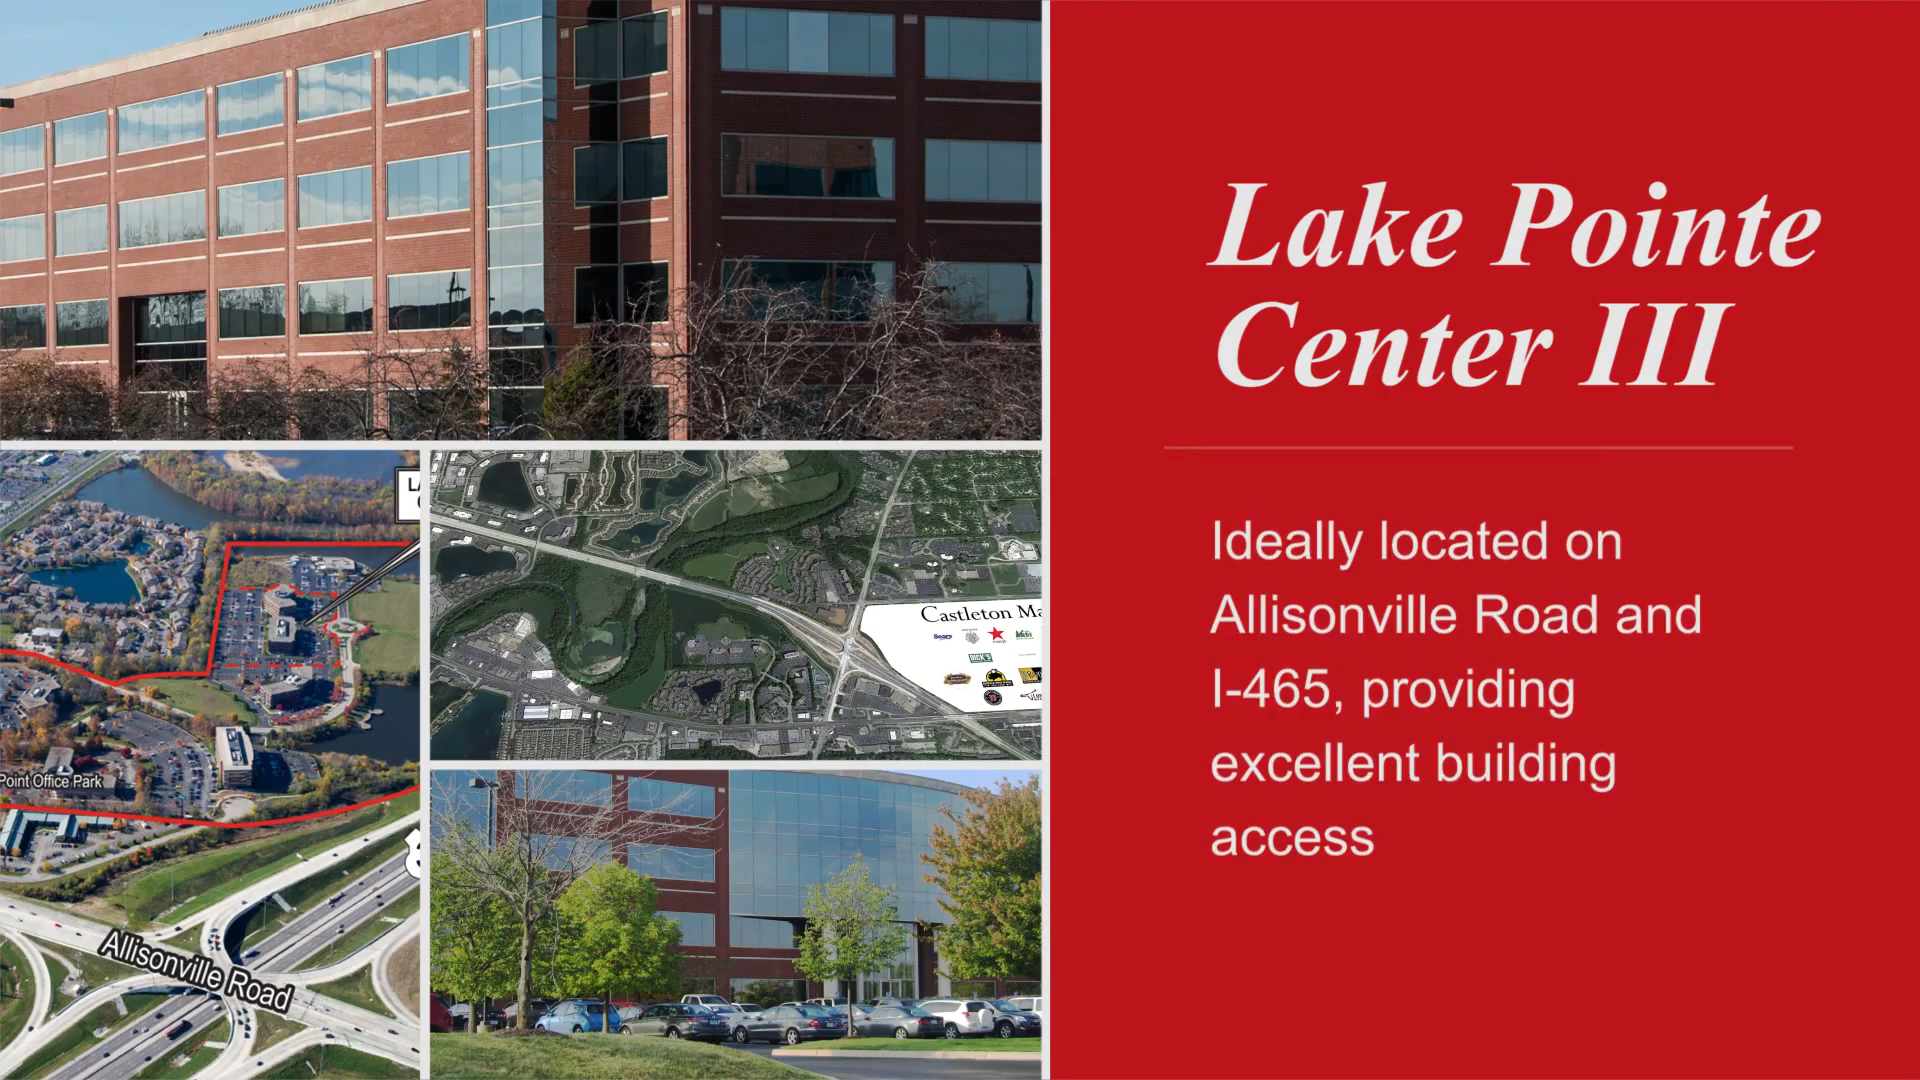 Lake Pointe
Center III
Ideally located on
Allisonville Road and
I-465, providing
excellent building
access
Castleton Ma
Sears
DICK'S
Point Office Park
Allisonville Road